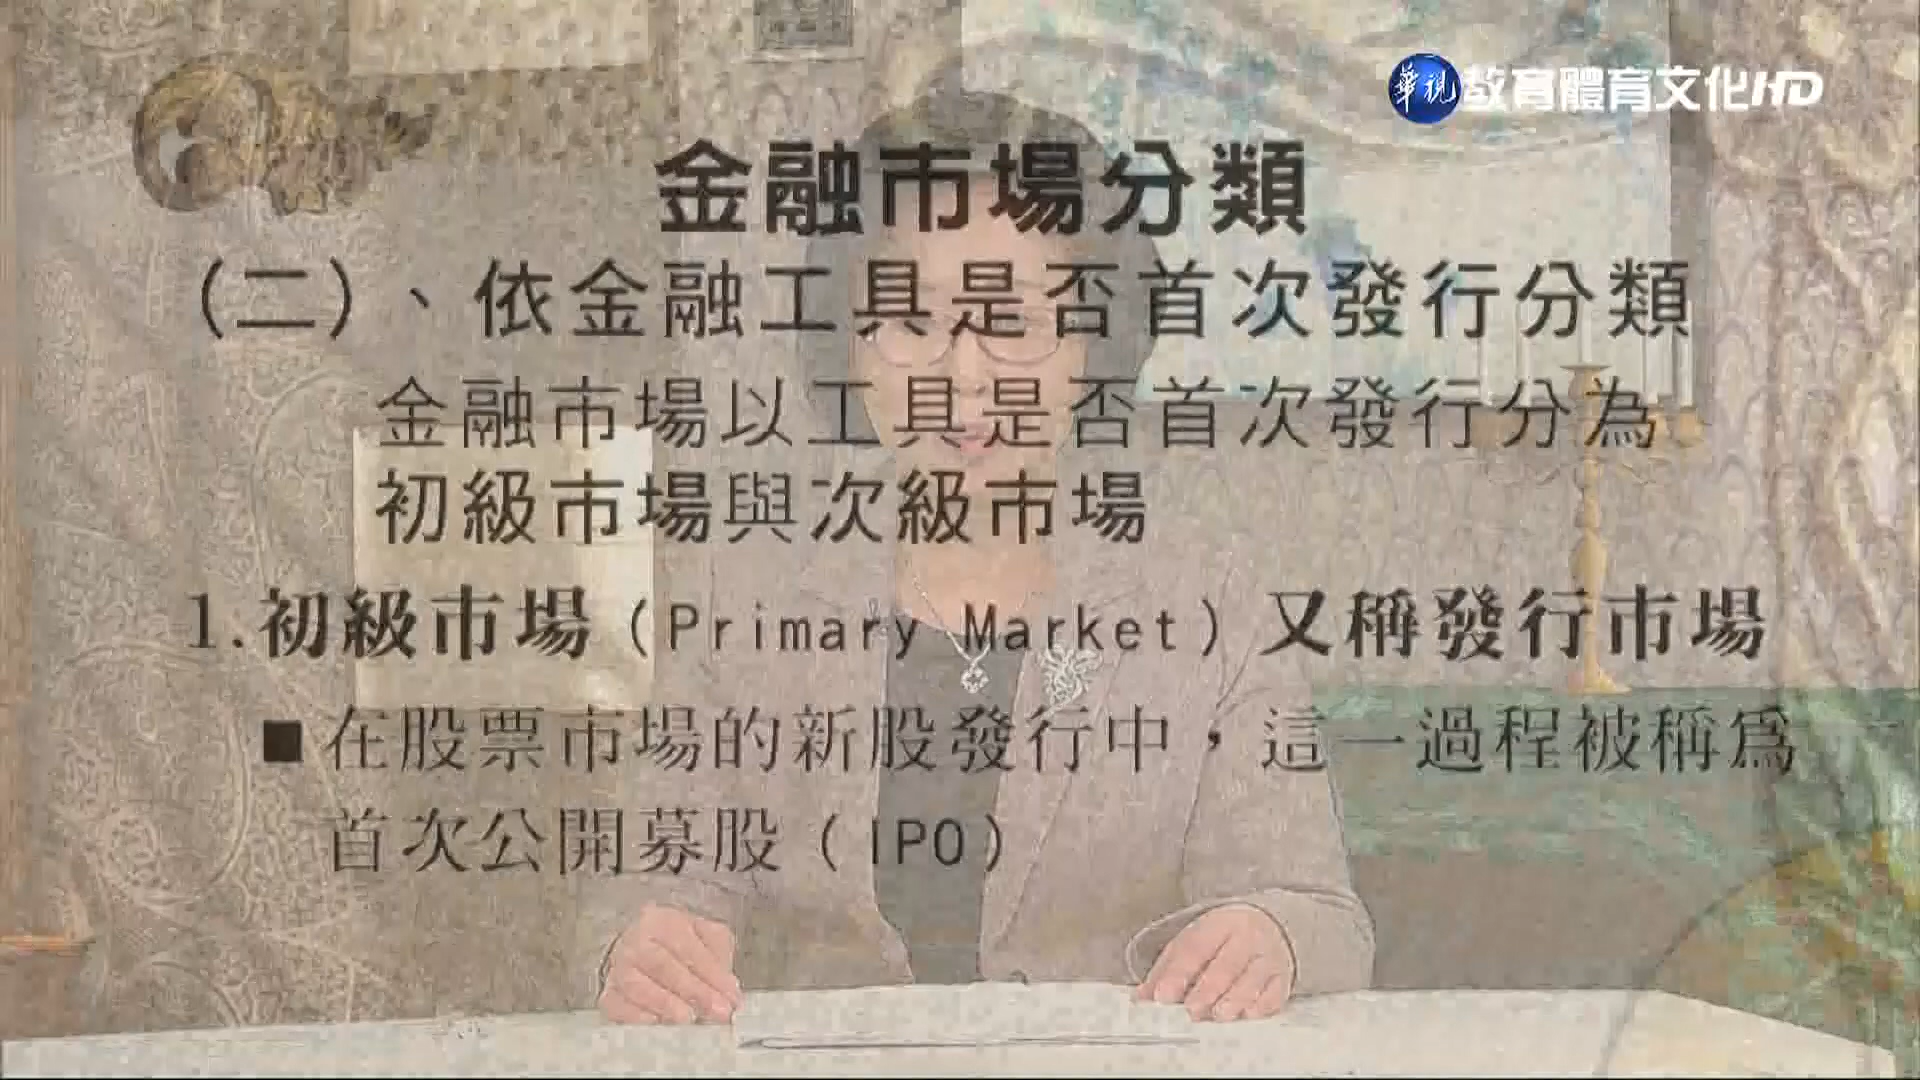 華視 教育體育文化HD
金融市場分類
(二)、依金融工具是否首次發行分類
金融市場以工具是否首次發行分為
初級市場與次級市場
1.初級市場(Primary Market)又稱發行市場
■在股票市場的新股發行中,這一過程被稱爲
首次公開募股(IPO)